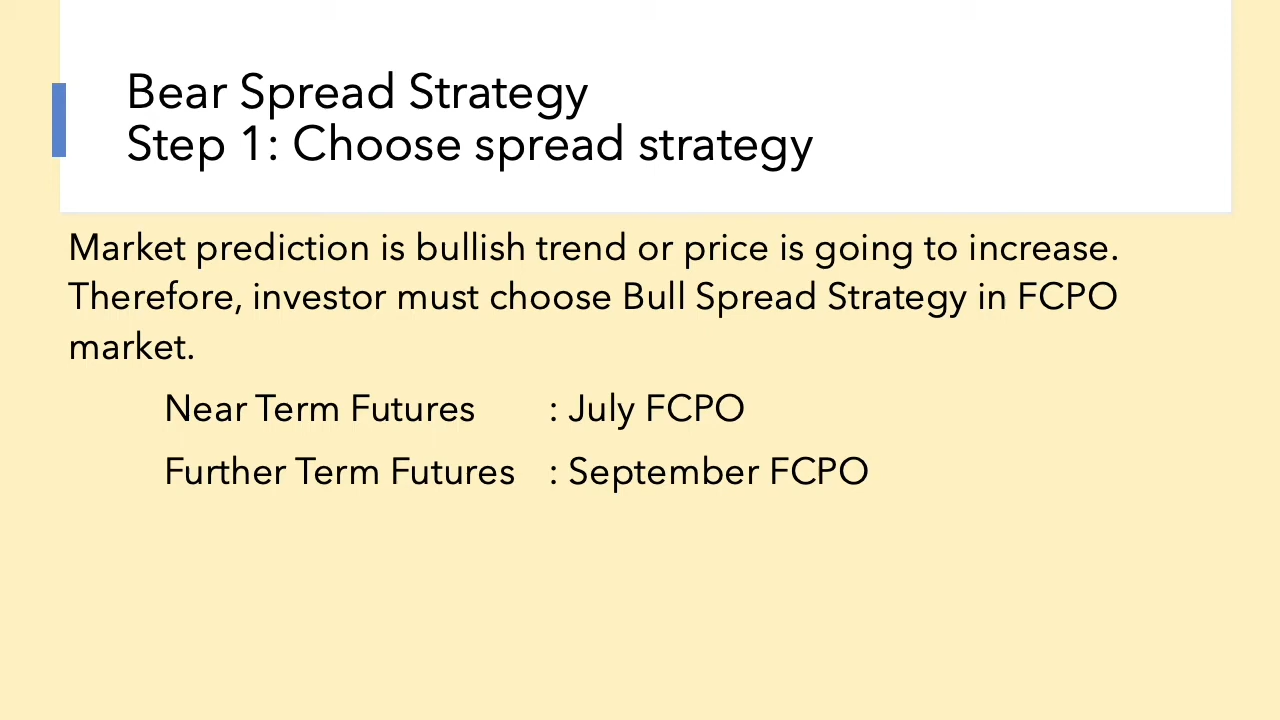 Bear Spread Strategy
Step 1: Choose spread strategy
Market prediction is bullish trend or price is going to increase.
Therefore, investor must choose Bull Spread Strategy in FCPO
market.
Near Term Futures : July FCPO
Further Term Futures : September FCPO